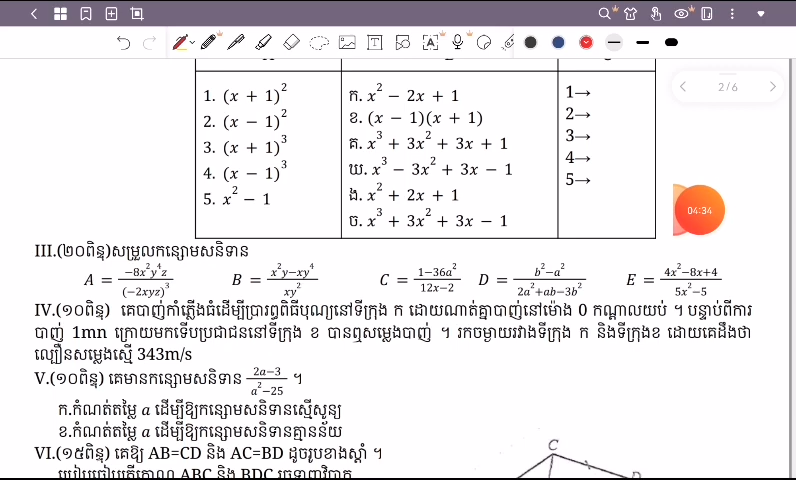 2/6
1. (x + 1)² ក. x² − 2x + 1 1→
2. (x − 1)² ខ. (x − 1)(x + 1) 2→
3. (x + 1)³ គ. x³ + 3x² + 3x + 1 3→
4. (x − 1)³ ឃ. x³ − 3x² + 3x − 1 4→
5. x² − 1 ង. x² + 2x + 1 5→
ច. x³ + 3x² + 3x − 1
04:34
III.(២០ពិន្ទុ)សម្រួលកន្សោមសនិទាន
A = −8x²y⁴z/(−2xyz)³ B = x²y−xy⁴/xy² C = 1−36a²/12x−2 D = b²−a²/2a²+ab−3b² E = 4x²−8x+4/5x²−5
IV.(១០ពិន្ទុ) គេបាញ់កាំភ្លើងធំដើម្បីប្រារព្ធពិធីបុណ្យនៅទីក្រុង ក ដោយណាត់គ្នាបាញ់នៅម៉ោង 0 កណ្តាលយប់ ។ បន្ទាប់ពីការ
បាញ់ 1mn ក្រោយមកទើបប្រជាជននៅទីក្រុង ខ បានឮសម្លេងបាញ់ ។ រកចម្ងាយរវាងទីក្រុង ក និងទីក្រុងខ ដោយគេដឹងថា
ល្បឿនសម្លេងស្មើ 343m/s
V.(១០ពិន្ទុ) គេមានកន្សោមសនិទាន 2a−3/a²−25 ។
ក.កំណត់តម្លៃ a ដើម្បីឱ្យកន្សោមសនិទានស្មើសូន្យ
ខ.កំណត់តម្លៃ a ដើម្បីឱ្យកន្សោមសនិទានគ្មានន័យ
VI.(១៥ពិន្ទុ) គេឱ្យ AB=CD និង AC=BD ដូចរូបខាងស្តាំ ។
C
ABC និង BDC
D